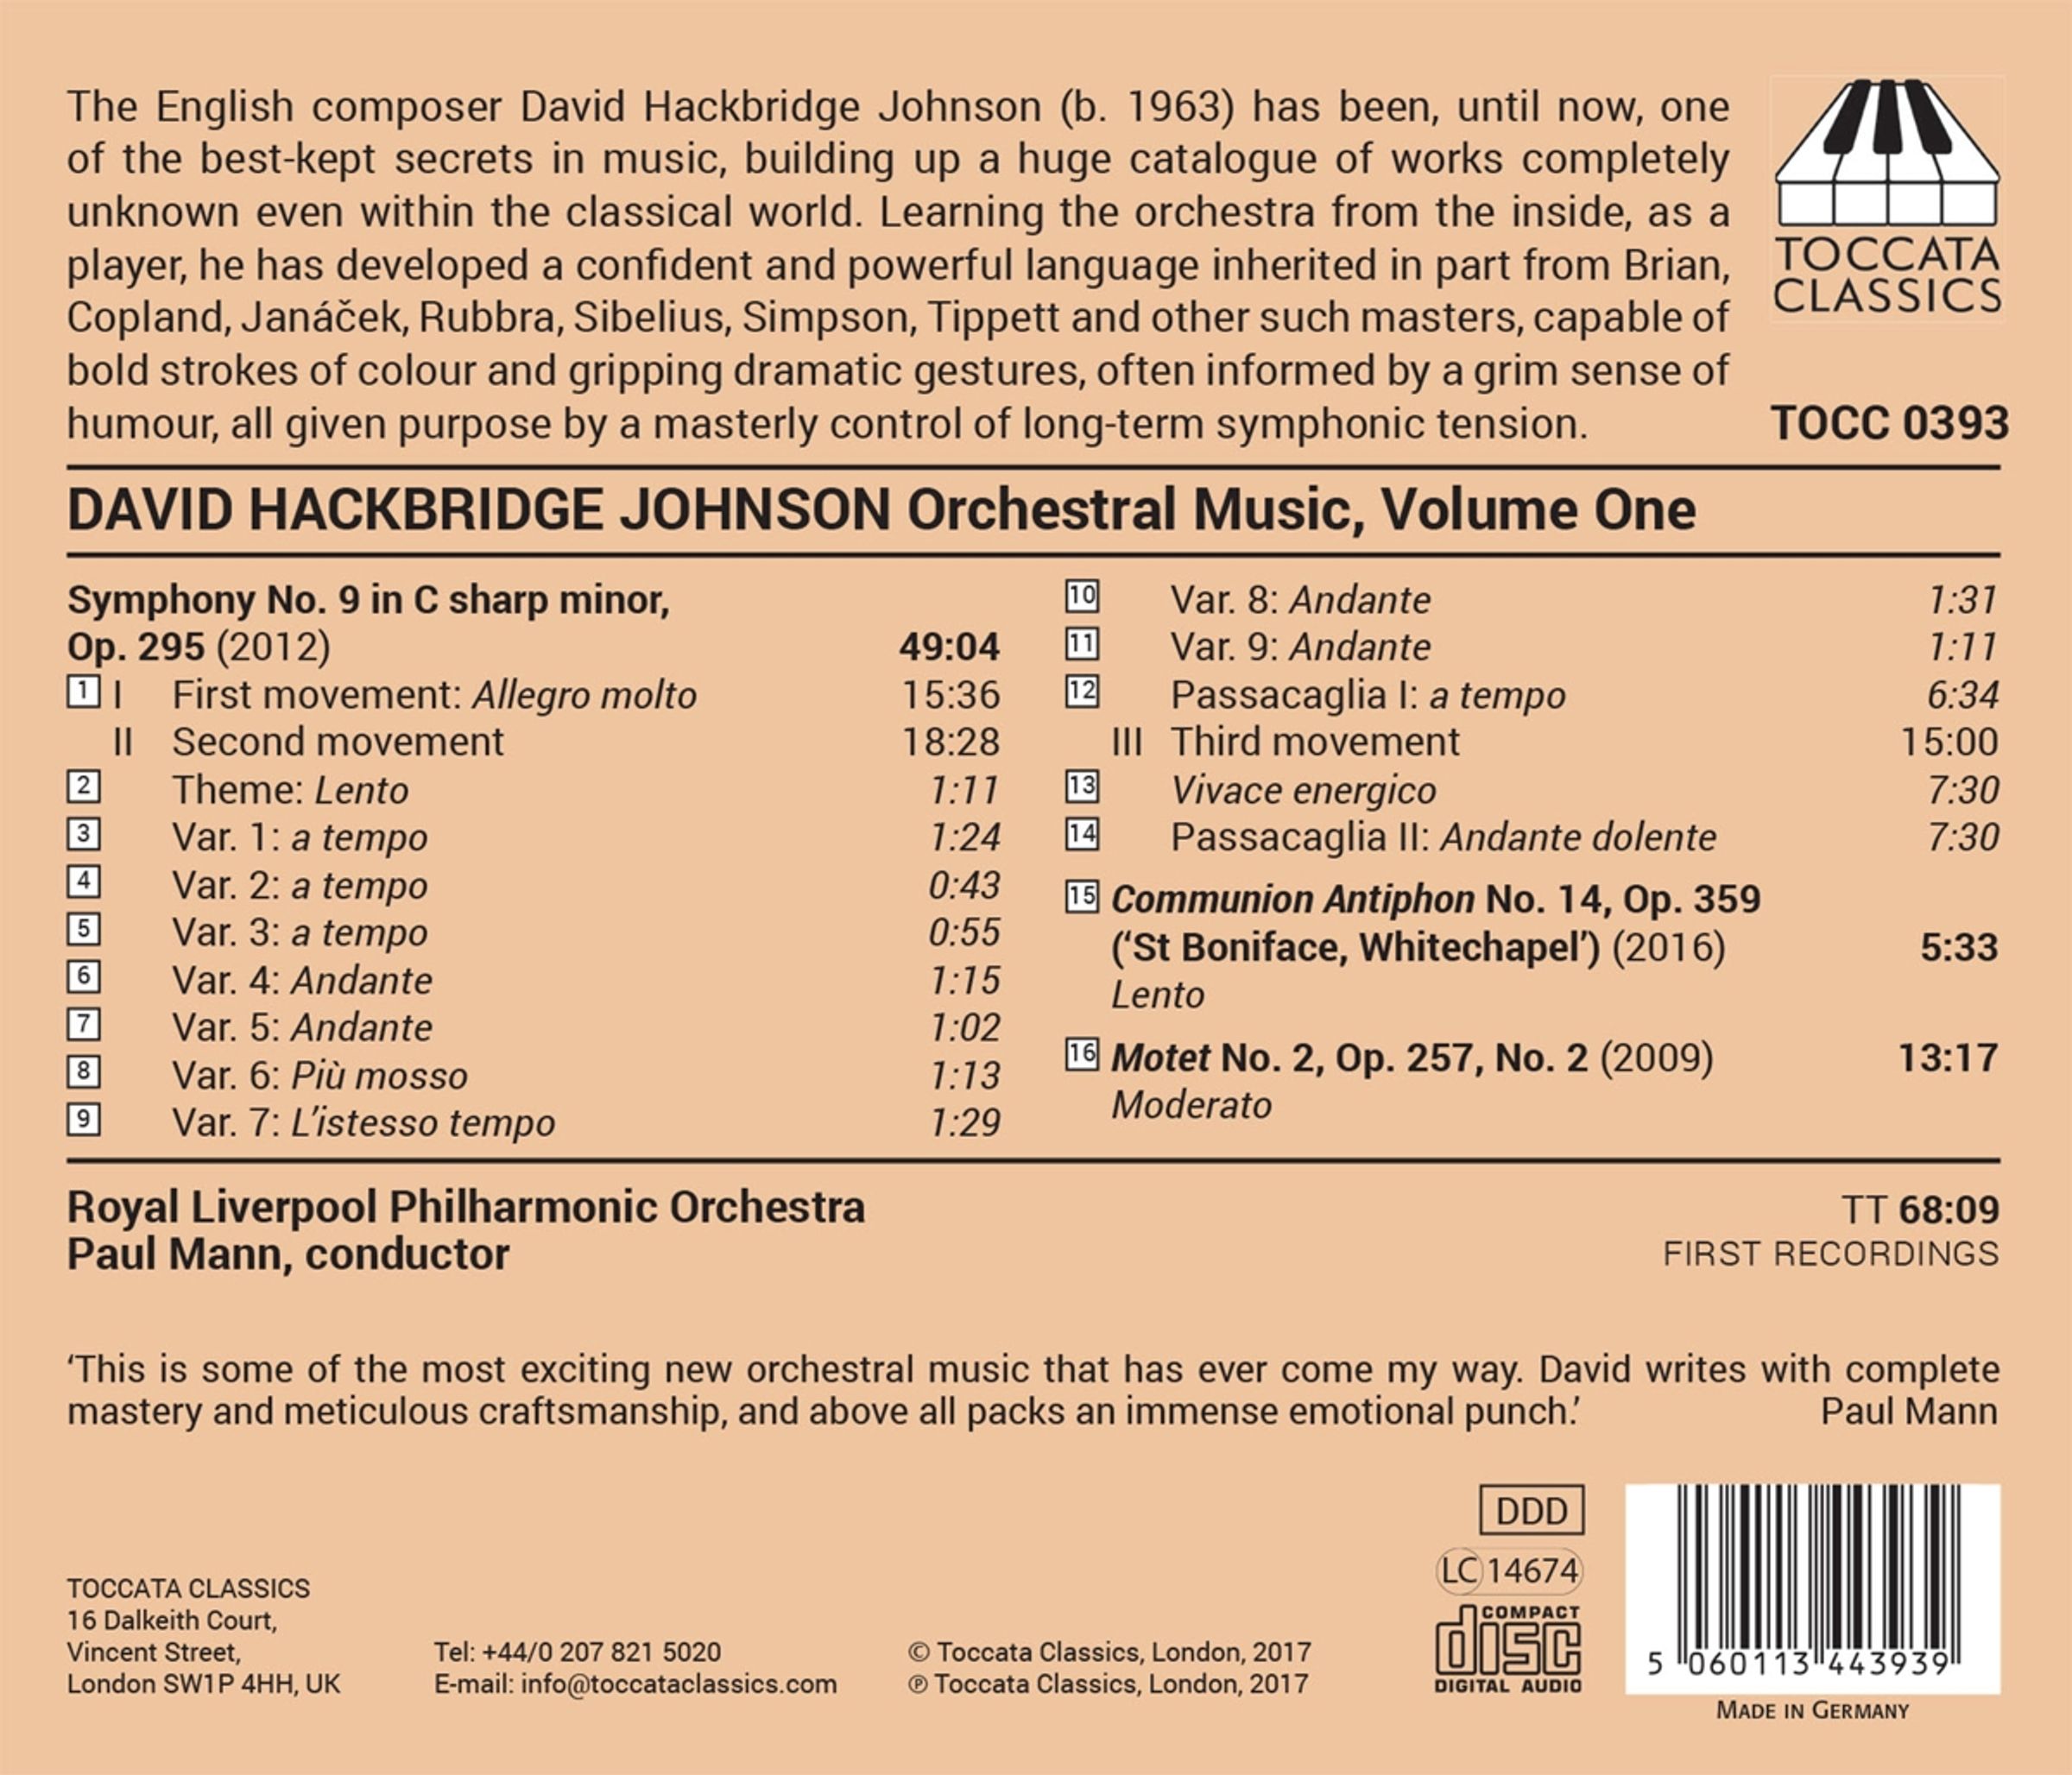 The English composer David Hackbridge Johnson (b. 1963) has been, until now, one
of the best-kept secrets in music, building up a huge catalogue of works completely
unknown even within the classical world. Learning the orchestra from the inside, as a
player, he has developed a confident and powerful language inherited in part from Brian,
Copland, Janáček, Rubbra, Sibelius, Simpson, Tippett and other such masters, capable of
bold strokes of colour and gripping dramatic gestures, often informed by a grim sense of
humour, all given purpose by a masterly control of long-term symphonic tension.
TOCCATA
CLASSICS
TOCC 0393
DAVID HACKBRIDGE JOHNSON Orchestral Music, Volume One
Symphony No. 9 in C sharp minor,
Op. 295 (2012) 49:04
1 I First movement: Allegro molto 15:36
II Second movement 18:28
2 Theme: Lento 1:11
3 Var. 1: a tempo 1:24
4 Var. 2: a tempo 0:43
5 Var. 3: a tempo 0:55
6 Var. 4: Andante 1:15
7 Var. 5: Andante 1:02
8 Var. 6: Più mosso 1:13
9 Var. 7: L’istesso tempo 1:29
10 Var. 8: Andante 1:31
11 Var. 9: Andante 1:11
12 Passacaglia I: a tempo 6:34
III Third movement 15:00
13 Vivace energico 7:30
14 Passacaglia II: Andante dolente 7:30
15 Communion Antiphon No. 14, Op. 359
(‘St Boniface, Whitechapel’) (2016) 5:33
Lento
16 Motet No. 2, Op. 257, No. 2 (2009) 13:17
Moderato
Royal Liverpool Philharmonic Orchestra
Paul Mann, conductor
TT 68:09
FIRST RECORDINGS
‘This is some of the most exciting new orchestral music that has ever come my way. David writes with complete
mastery and meticulous craftsmanship, and above all packs an immense emotional punch.’ Paul Mann
TOCCATA CLASSICS
16 Dalkeith Court,
Vincent Street,
London SW1P 4HH, UK
Tel: +44/0 207 821 5020
E-mail: info@toccataclassics.com
© Toccata Classics, London, 2017
℗ Toccata Classics, London, 2017
DDD
LC 14674
COMPACT
disc
DIGITAL AUDIO
5 060113 443939
MADE IN GERMANY